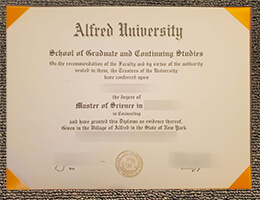 Alfred University
School of Graduate and Continuing Studies
On the recommendation of the Faculty and by virtue of the authority
vested in them, the Trustees of the University
have conferred upon
the degree of
Master of Science in
in Counseling
and have granted this Diploma as evidence thereof.
Given in the Village of Alfred in the State of New York